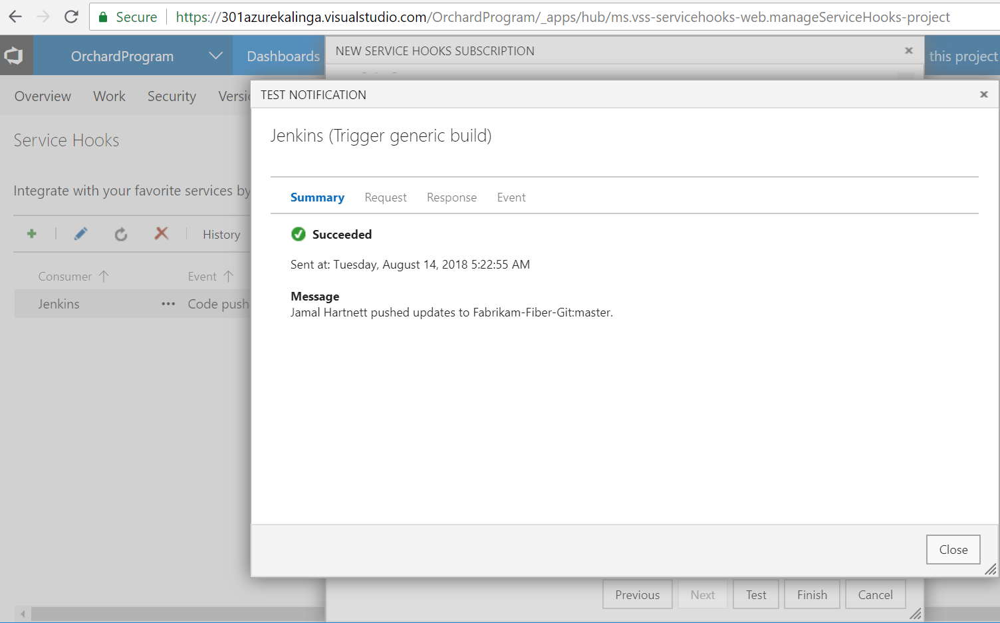 Secure https://301azurekalinga.visualstudio.com/OrchardProgram/_apps/hub/ms.vss-servicehooks-web.manageServiceHooks-project
OrchardProgram Dashboards NEW SERVICE HOOKS SUBSCRIPTION this project
Overview Work Security Versic
TEST NOTIFICATION
Service Hooks
Jenkins (Trigger generic build)
Integrate with your favorite services by
Summary Request Response Event
History
Succeeded
Sent at: Tuesday, August 14, 2018 5:22:55 AM
Consumer Event
Message
Jenkins ••• Code push
Jamal Hartnett pushed updates to Fabrikam-Fiber-Git:master.
Close
Previous Next Test Finish Cancel